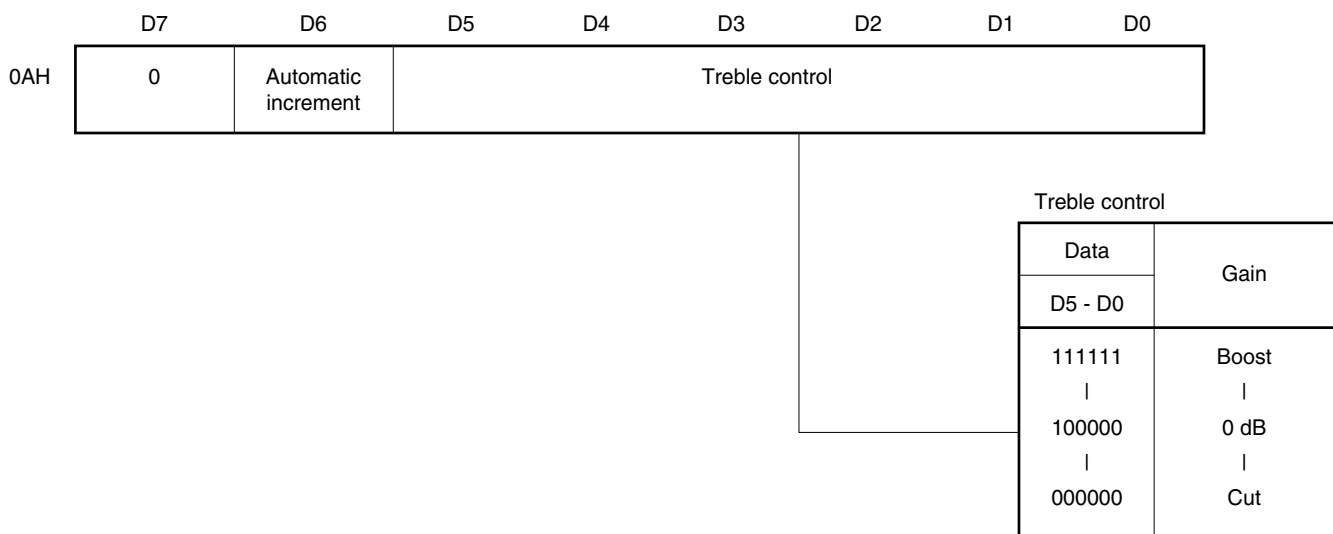 D7 D6 D5 D4 D3 D2 D1 D0
0AH 0 Automatic increment Treble control
Treble control
Data Gain
D5 - D0
111111 Boost
| |
100000 0 dB
| |
000000 Cut